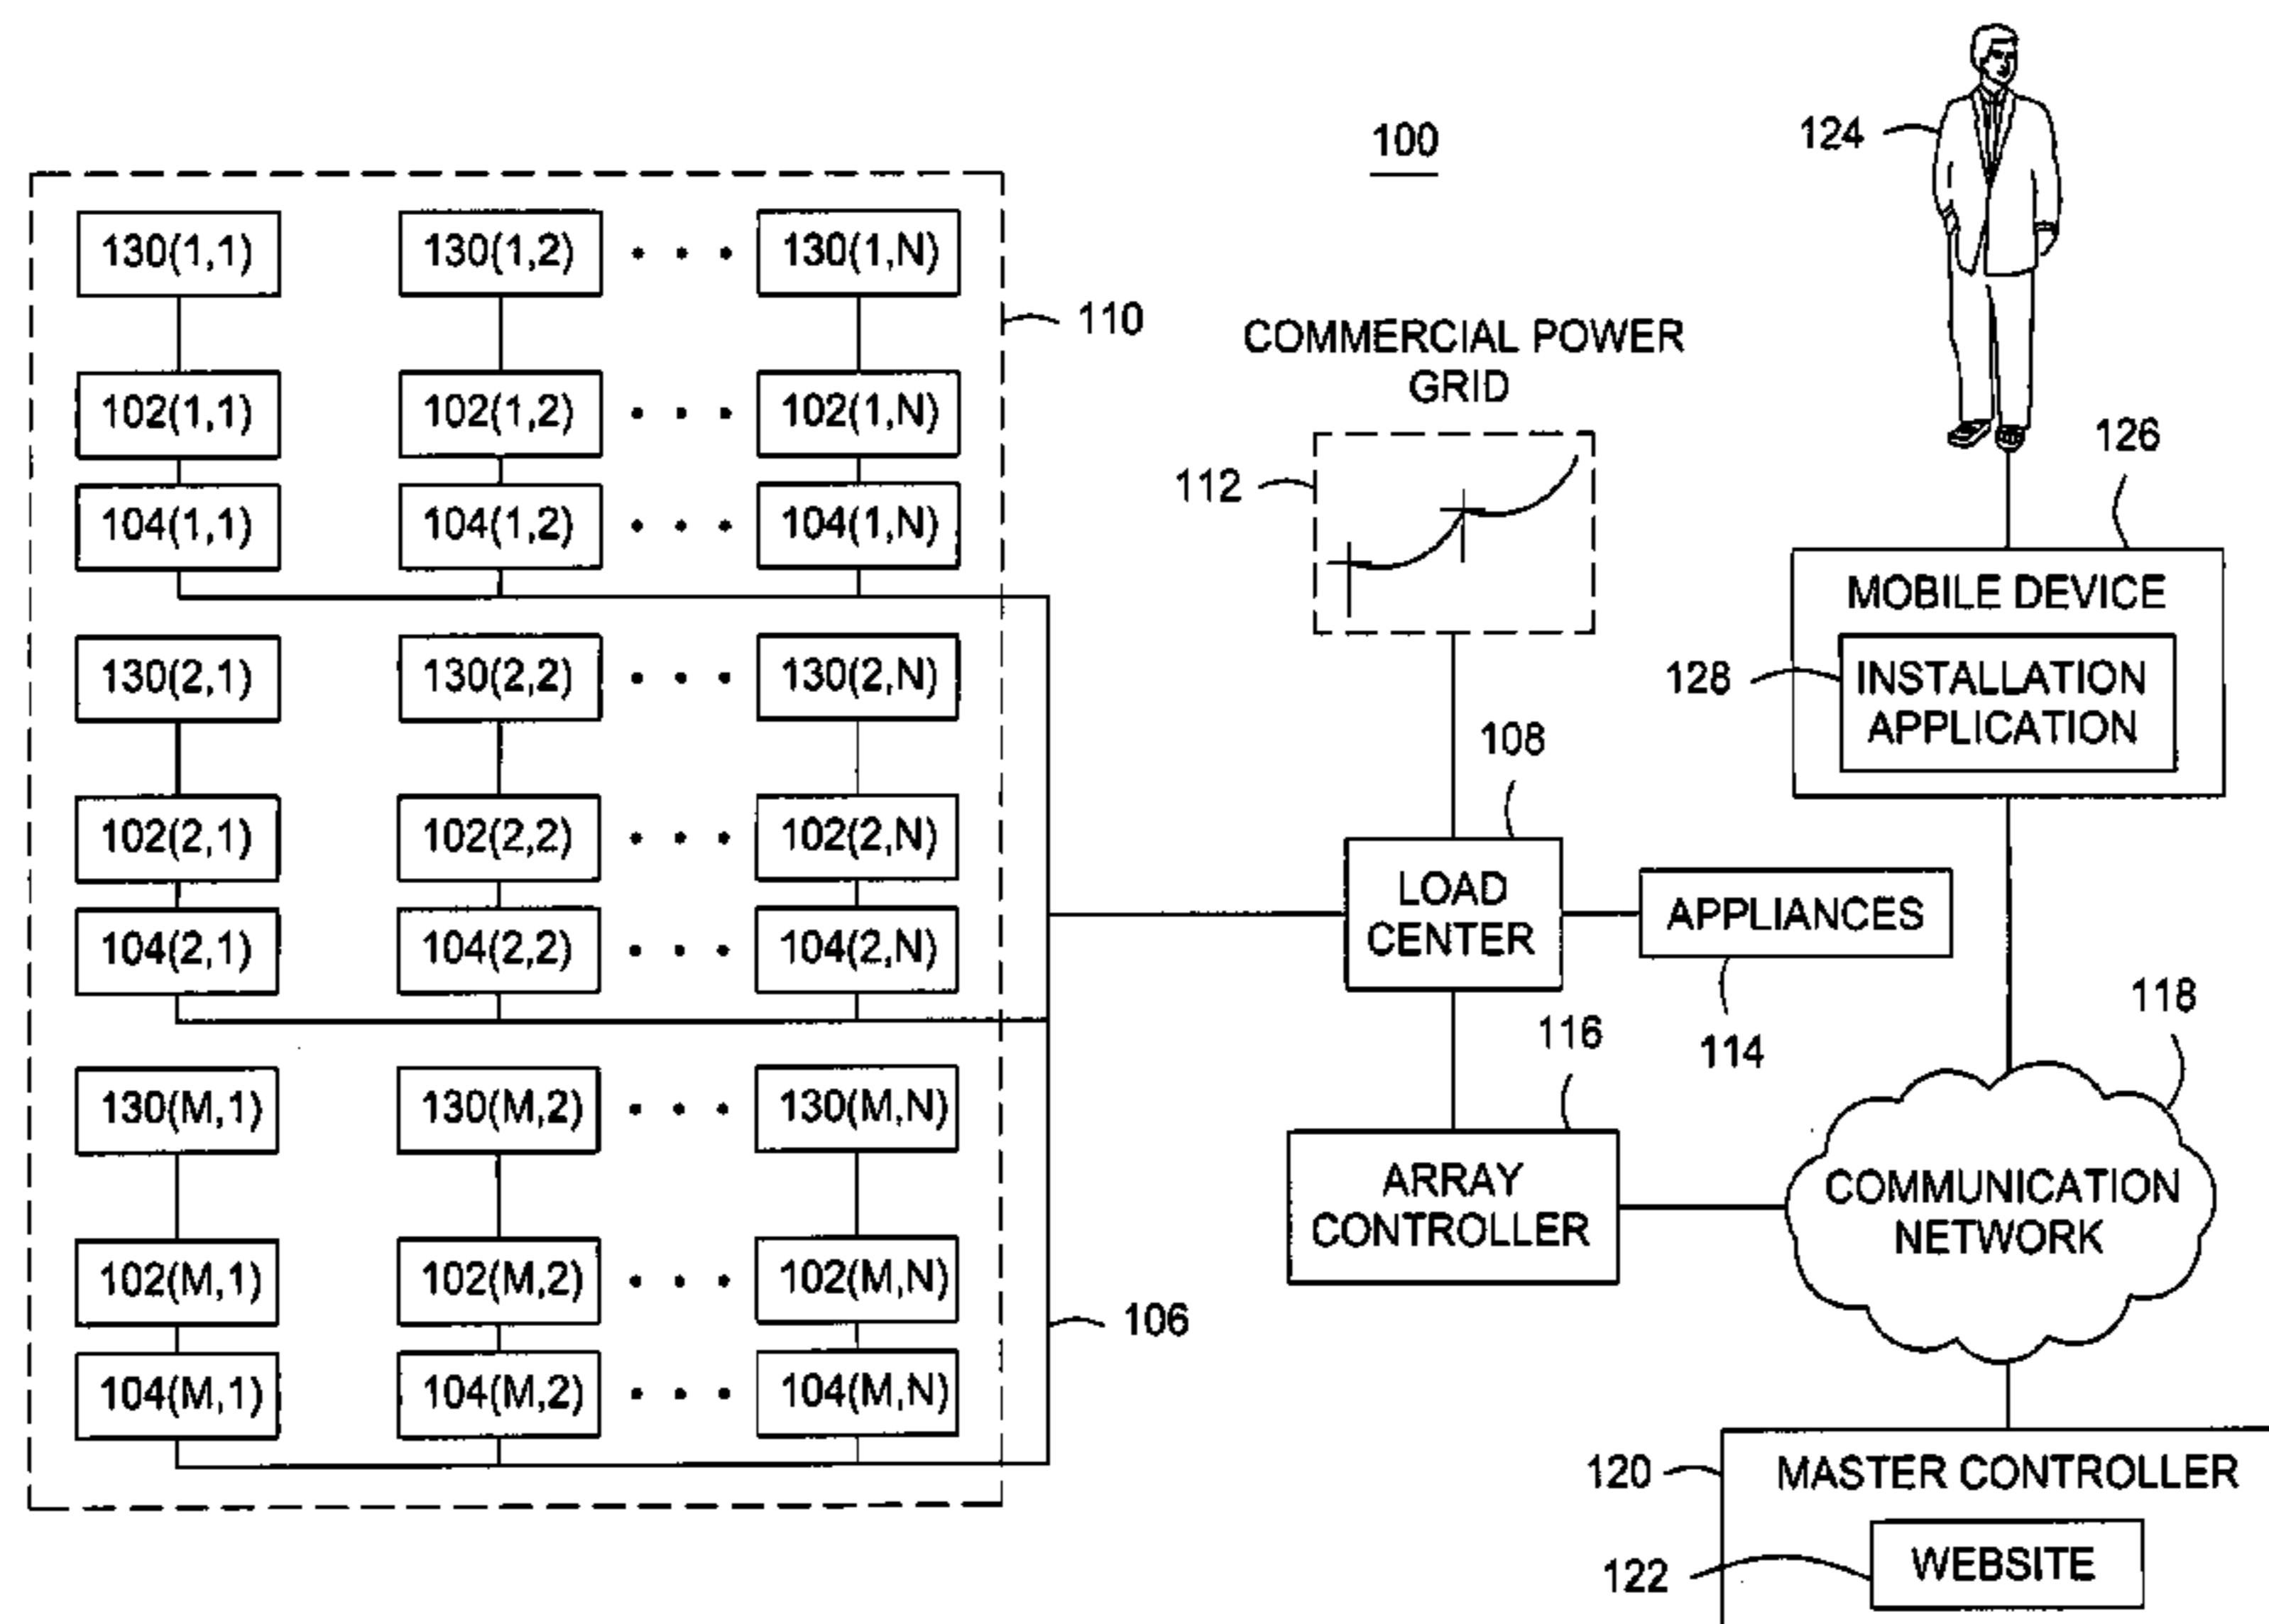 100
124
130(1,1) 130(1,2) • • • 130(1,N)
110
102(1,1) 102(1,2) • • • 102(1,N)
104(1,1) 104(1,2) • • • 104(1,N)
130(2,1) 130(2,2) • • • 130(2,N)
102(2,1) 102(2,2) • • • 102(2,N)
104(2,1) 104(2,2) • • • 104(2,N)
130(M,1) 130(M,2) • • • 130(M,N)
102(M,1) 102(M,2) • • • 102(M,N)
104(M,1) 104(M,2) • • • 104(M,N)
106
COMMERCIAL POWER
GRID
112
126
MOBILE DEVICE
128
INSTALLATION
APPLICATION
108
LOAD
CENTER
APPLIANCES
114
116
ARRAY
CONTROLLER
118
COMMUNICATION
NETWORK
120
MASTER CONTROLLER
122
WEBSITE